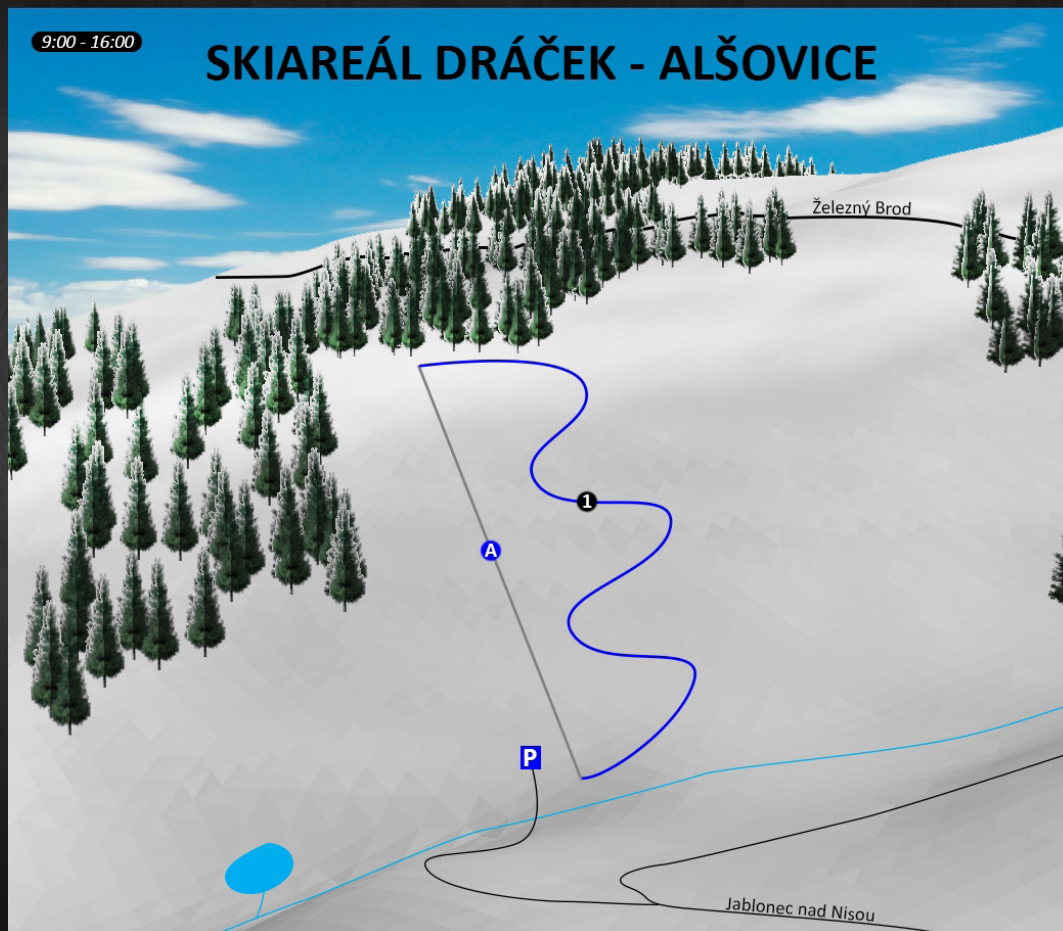 9:00 - 16:00
SKIAREÁL DRÁČEK - ALŠOVICE
Železný Brod
1
A
P
Jablonec nad Nisou